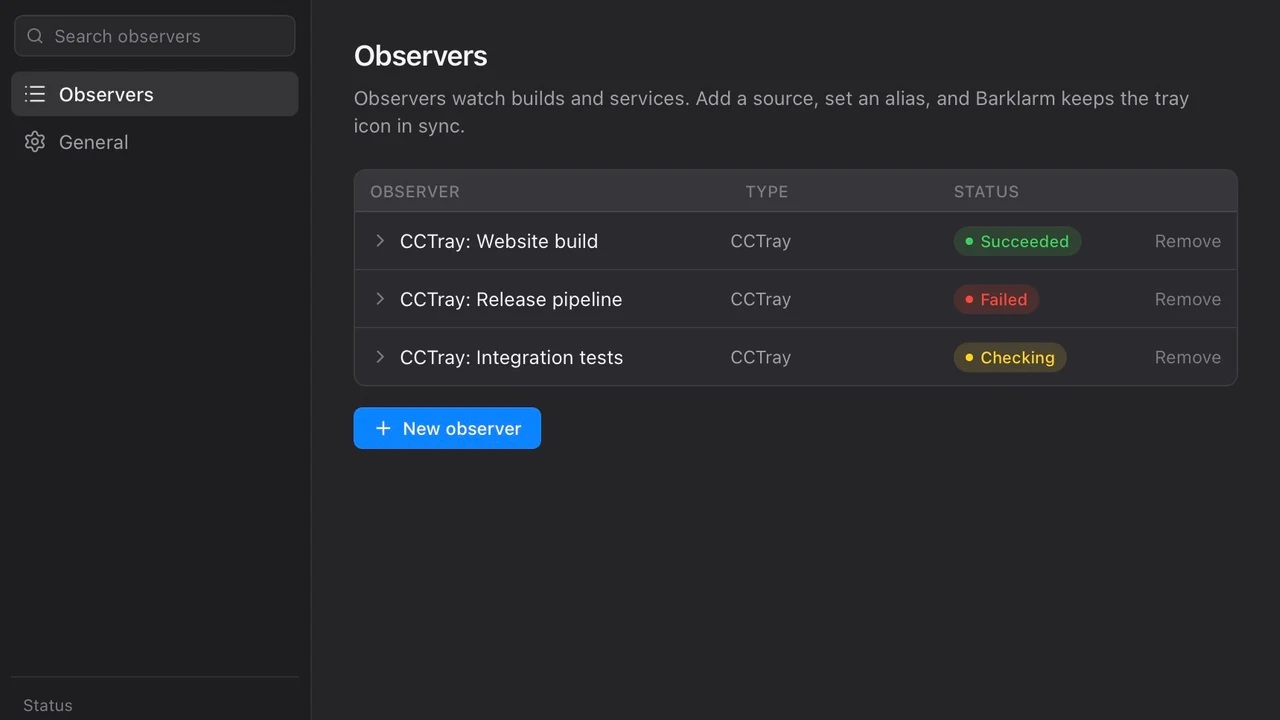 Search observers
Observers
General
Status
Observers
Observers watch builds and services. Add a source, set an alias, and Barklarm keeps the tray
icon in sync.
OBSERVER TYPE STATUS
CCTray: Website build CCTray Succeeded Remove
CCTray: Release pipeline CCTray Failed Remove
CCTray: Integration tests CCTray Checking Remove
+ New observer